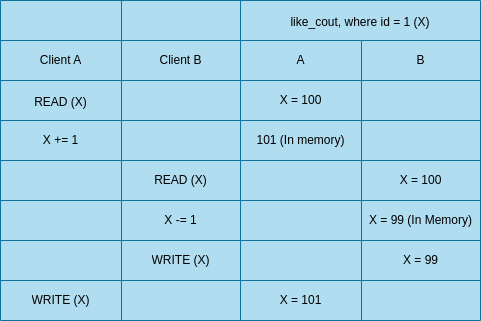 like_cout, where id = 1 (X)
Client A Client B A B
READ (X) X = 100
X += 1 101 (In memory)
READ (X) X = 100
X -= 1 X = 99 (In Memory)
WRITE (X) X = 99
WRITE (X) X = 101